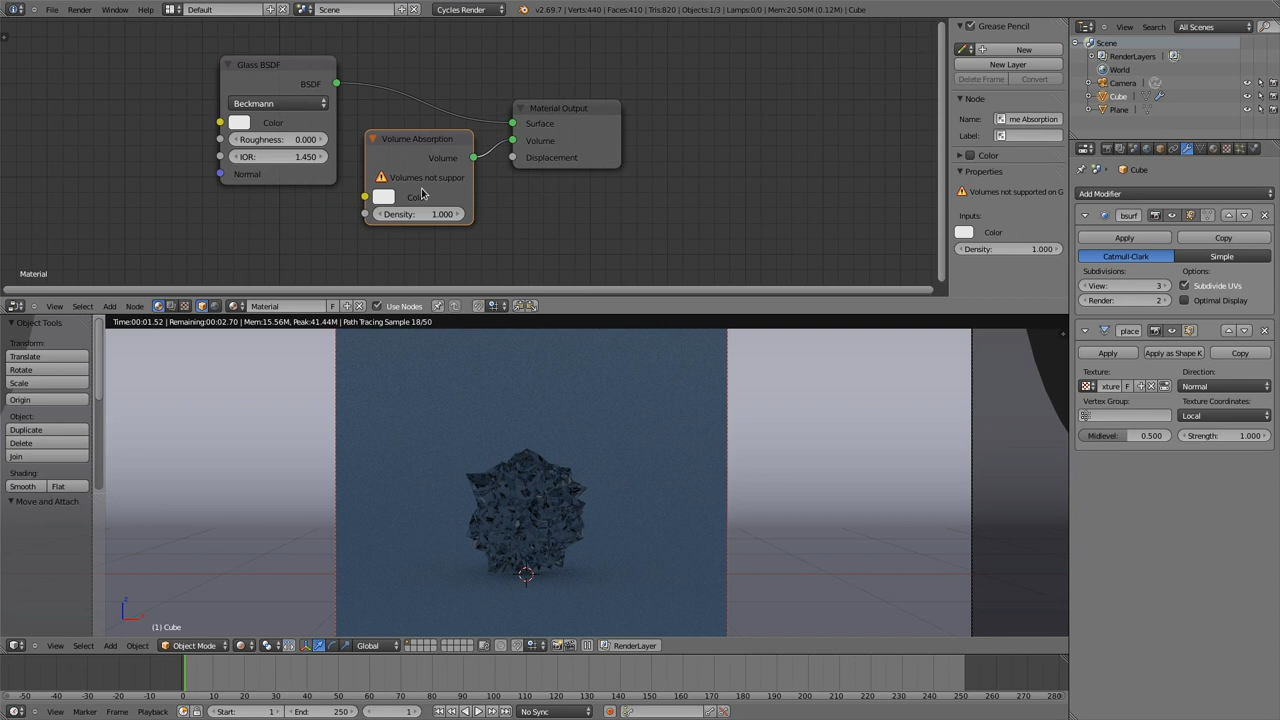 File Render Window Help Default Scene Cycles Render v2.69.7 | Verts:440 | Faces:410 | Tris:820 | Objects:1/3 | Lamps:0/0 | Mem:20.50M (0.12M) | Cube
Glass BSDF
BSDF
Beckmann
Color
Roughness: 0.000
IOR: 1.450
Normal
Volume Absorption
Volume
Volumes not suppor
Density: 1.000
Material Output
Surface
Volume
Displacement
Material
Grease Pencil
New
New Layer
Delete Frame Convert
Node
Name: me Absorption
Label:
Color
Properties
Volumes not supported on G
Inputs:
Color
Density: 1.000
View Search All Scenes
Scene
RenderLayers
World
Camera
Cube
Plane
Cube
Add Modifier
bsurf
Apply Copy
Catmull-Clark Simple
Subdivisions: Options:
View: 3 Subdivide UVs
Render: 2 Optimal Display
place
Apply Apply as Shape K Copy
Texture: Direction:
xture F Normal
Vertex Group: Texture Coordinates:
Local
Midlevel: 0.500 Strength: 1.000
View Select Add Node Material F Use Nodes
Object Tools
Transform:
Translate
Rotate
Scale
Origin
Object:
Duplicate
Delete
Join
Shading:
Smooth Flat
Move and Attach
Time:00:01.52 | Remaining:00:02.70 | Mem:15.56M, Peak:41.44M | Path Tracing Sample 18/50
z
(1) Cube
View Select Add Object Object Mode Global RenderLayer
-50 -40 -30 -20 -10 0 10 20 30 40 50 60 70 80 90 100 110 120 130 140 150 160 170 180 190 200 210 220 230 240 250 260 270 280
View Marker Frame Playback Start: 1 End: 250 1 No Sync